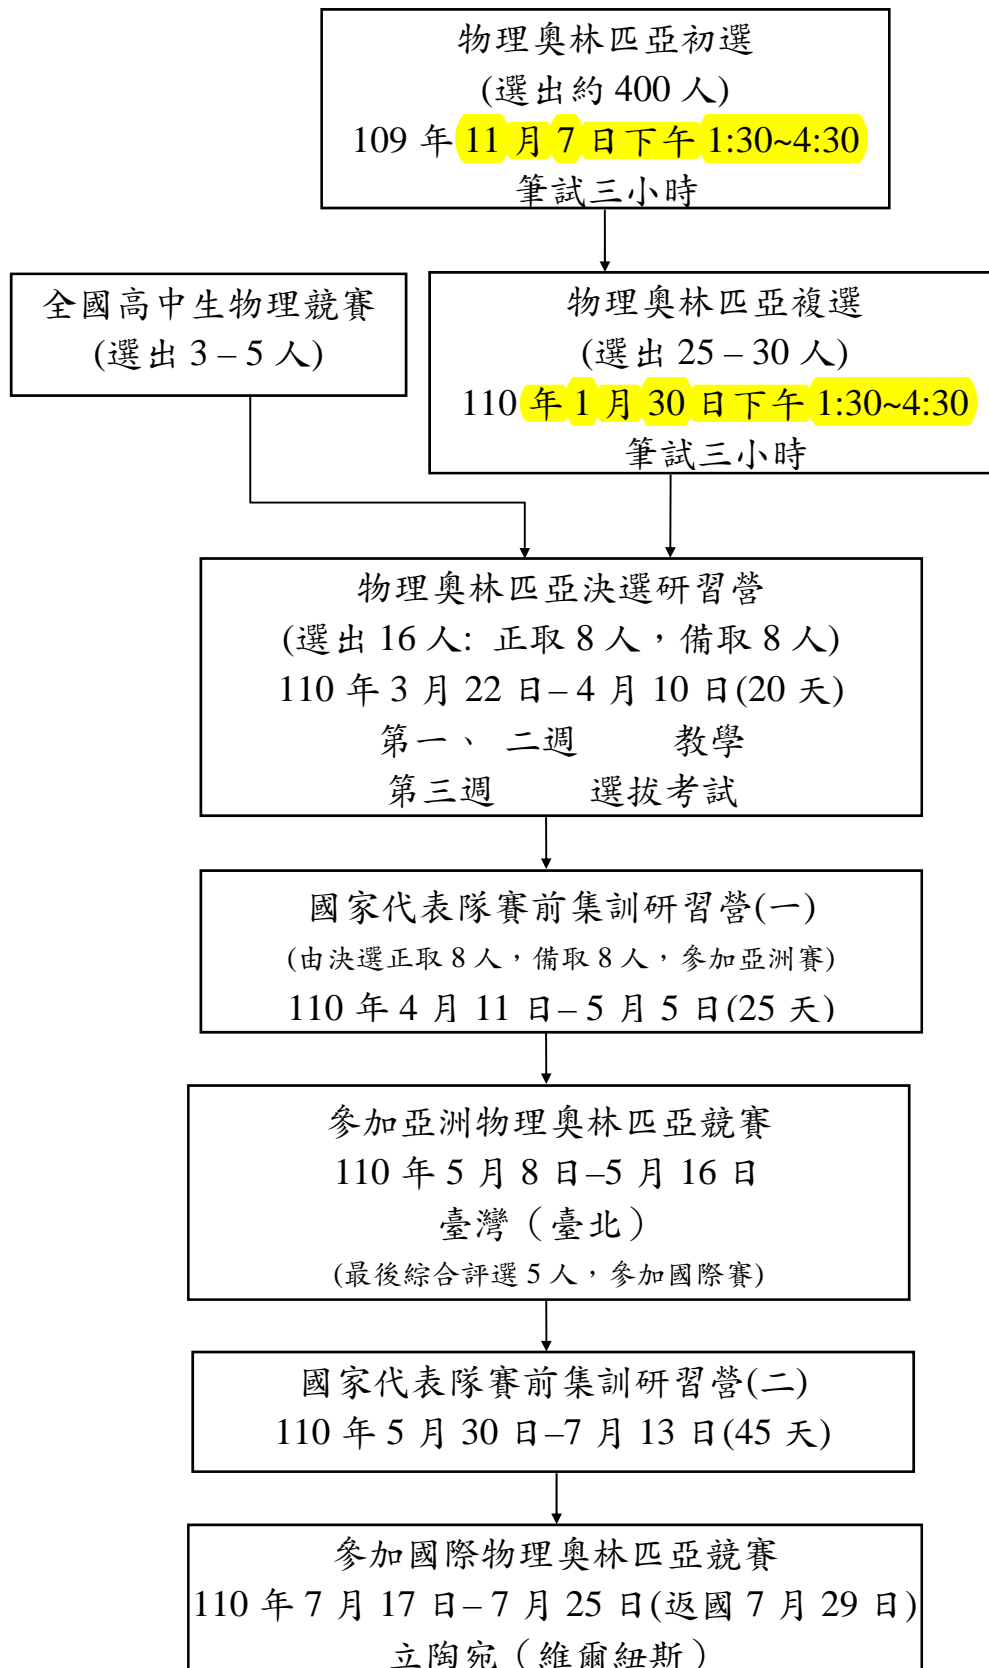 物理奧林匹亞初選
(選出約 400 人)
109 年 11 月 7 日下午 1:30~4:30
筆試三小時
全國高中生物理競賽
(選出 3 – 5 人)
物理奧林匹亞複選
(選出 25 – 30 人)
110 年 1 月 30 日下午 1:30~4:30
筆試三小時
物理奧林匹亞決選研習營
(選出 16 人: 正取 8 人，備取 8 人)
110 年 3 月 22 日– 4 月 10 日(20 天)
第一、 二週 教學
第三週 選拔考試
國家代表隊賽前集訓研習營(一)
(由決選正取 8 人，備取 8 人，參加亞洲賽)
110 年 4 月 11 日– 5 月 5 日(25 天)
參加亞洲物理奧林匹亞競賽
110 年 5 月 8 日–5 月 16 日
臺灣（臺北）
(最後綜合評選 5 人，參加國際賽)
國家代表隊賽前集訓研習營(二)
110 年 5 月 30 日–7 月 13 日(45 天)
參加國際物理奧林匹亞競賽
110 年 7 月 17 日– 7 月 25 日(返國 7 月 29 日)
立陶宛（維爾紐斯）